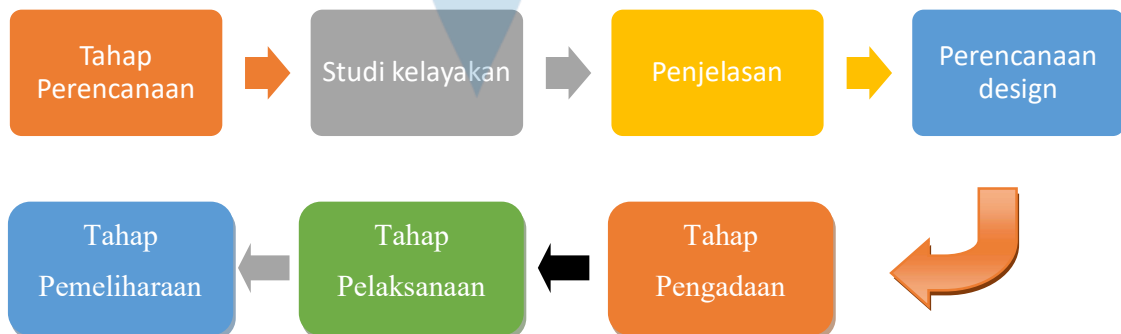 Tahap
Perencanaan
Studi kelayakan
Penjelasan
Perencanaan
design
Tahap
Pengadaan
Tahap
Pelaksanaan
Tahap
Pemeliharaan